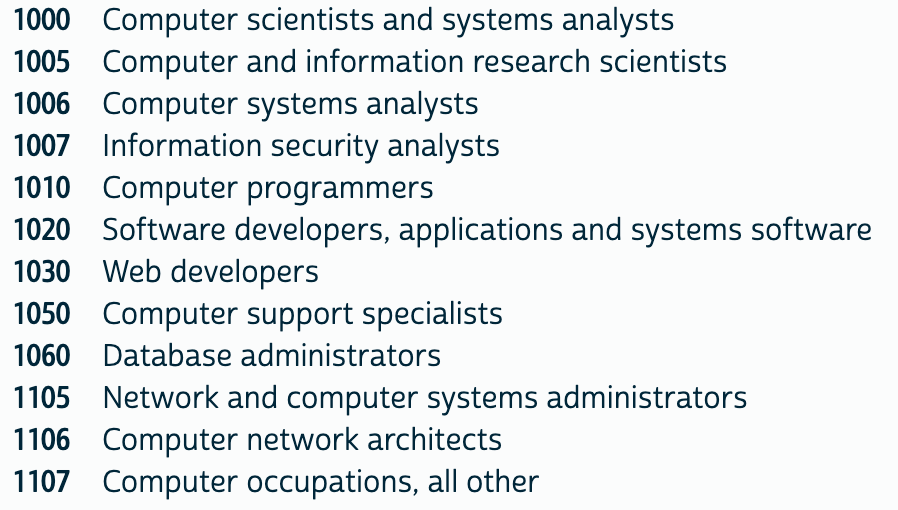 1000 Computer scientists and systems analysts
1005 Computer and information research scientists
1006 Computer systems analysts
1007 Information security analysts
1010 Computer programmers
1020 Software developers, applications and systems software
1030 Web developers
1050 Computer support specialists
1060 Database administrators
1105 Network and computer systems administrators
1106 Computer network architects
1107 Computer occupations, all other